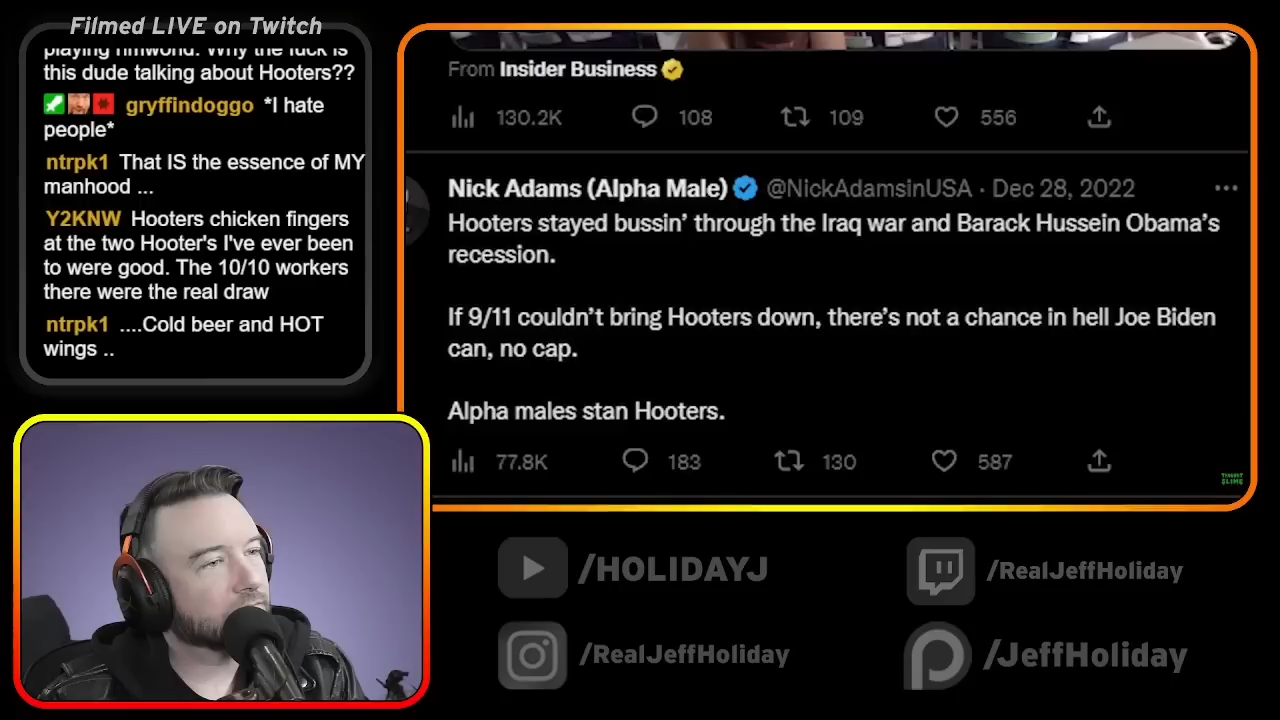 Filmed LIVE on Twitch
playing rimworld. Why the fuck is
this dude talking about Hooters??
gryffindoggo *I hate
people*
ntrpk1 That IS the essence of MY
manhood ...
Y2KNW Hooters chicken fingers
at the two Hooter's I've ever been
to were good. The 10/10 workers
there were the real draw
ntrpk1 ....Cold beer and HOT
wings ..
From Insider Business
130.2K 108 109 556
Nick Adams (Alpha Male) @NickAdamsinUSA · Dec 28, 2022
Hooters stayed bussin’ through the Iraq war and Barack Hussein Obama’s
recession.
If 9/11 couldn’t bring Hooters down, there’s not a chance in hell Joe Biden
can, no cap.
Alpha males stan Hooters.
77.8K 183 130 587
THOUGHT
SLIME
/HOLIDAYJ
/RealJeffHoliday
/RealJeffHoliday
/JeffHoliday